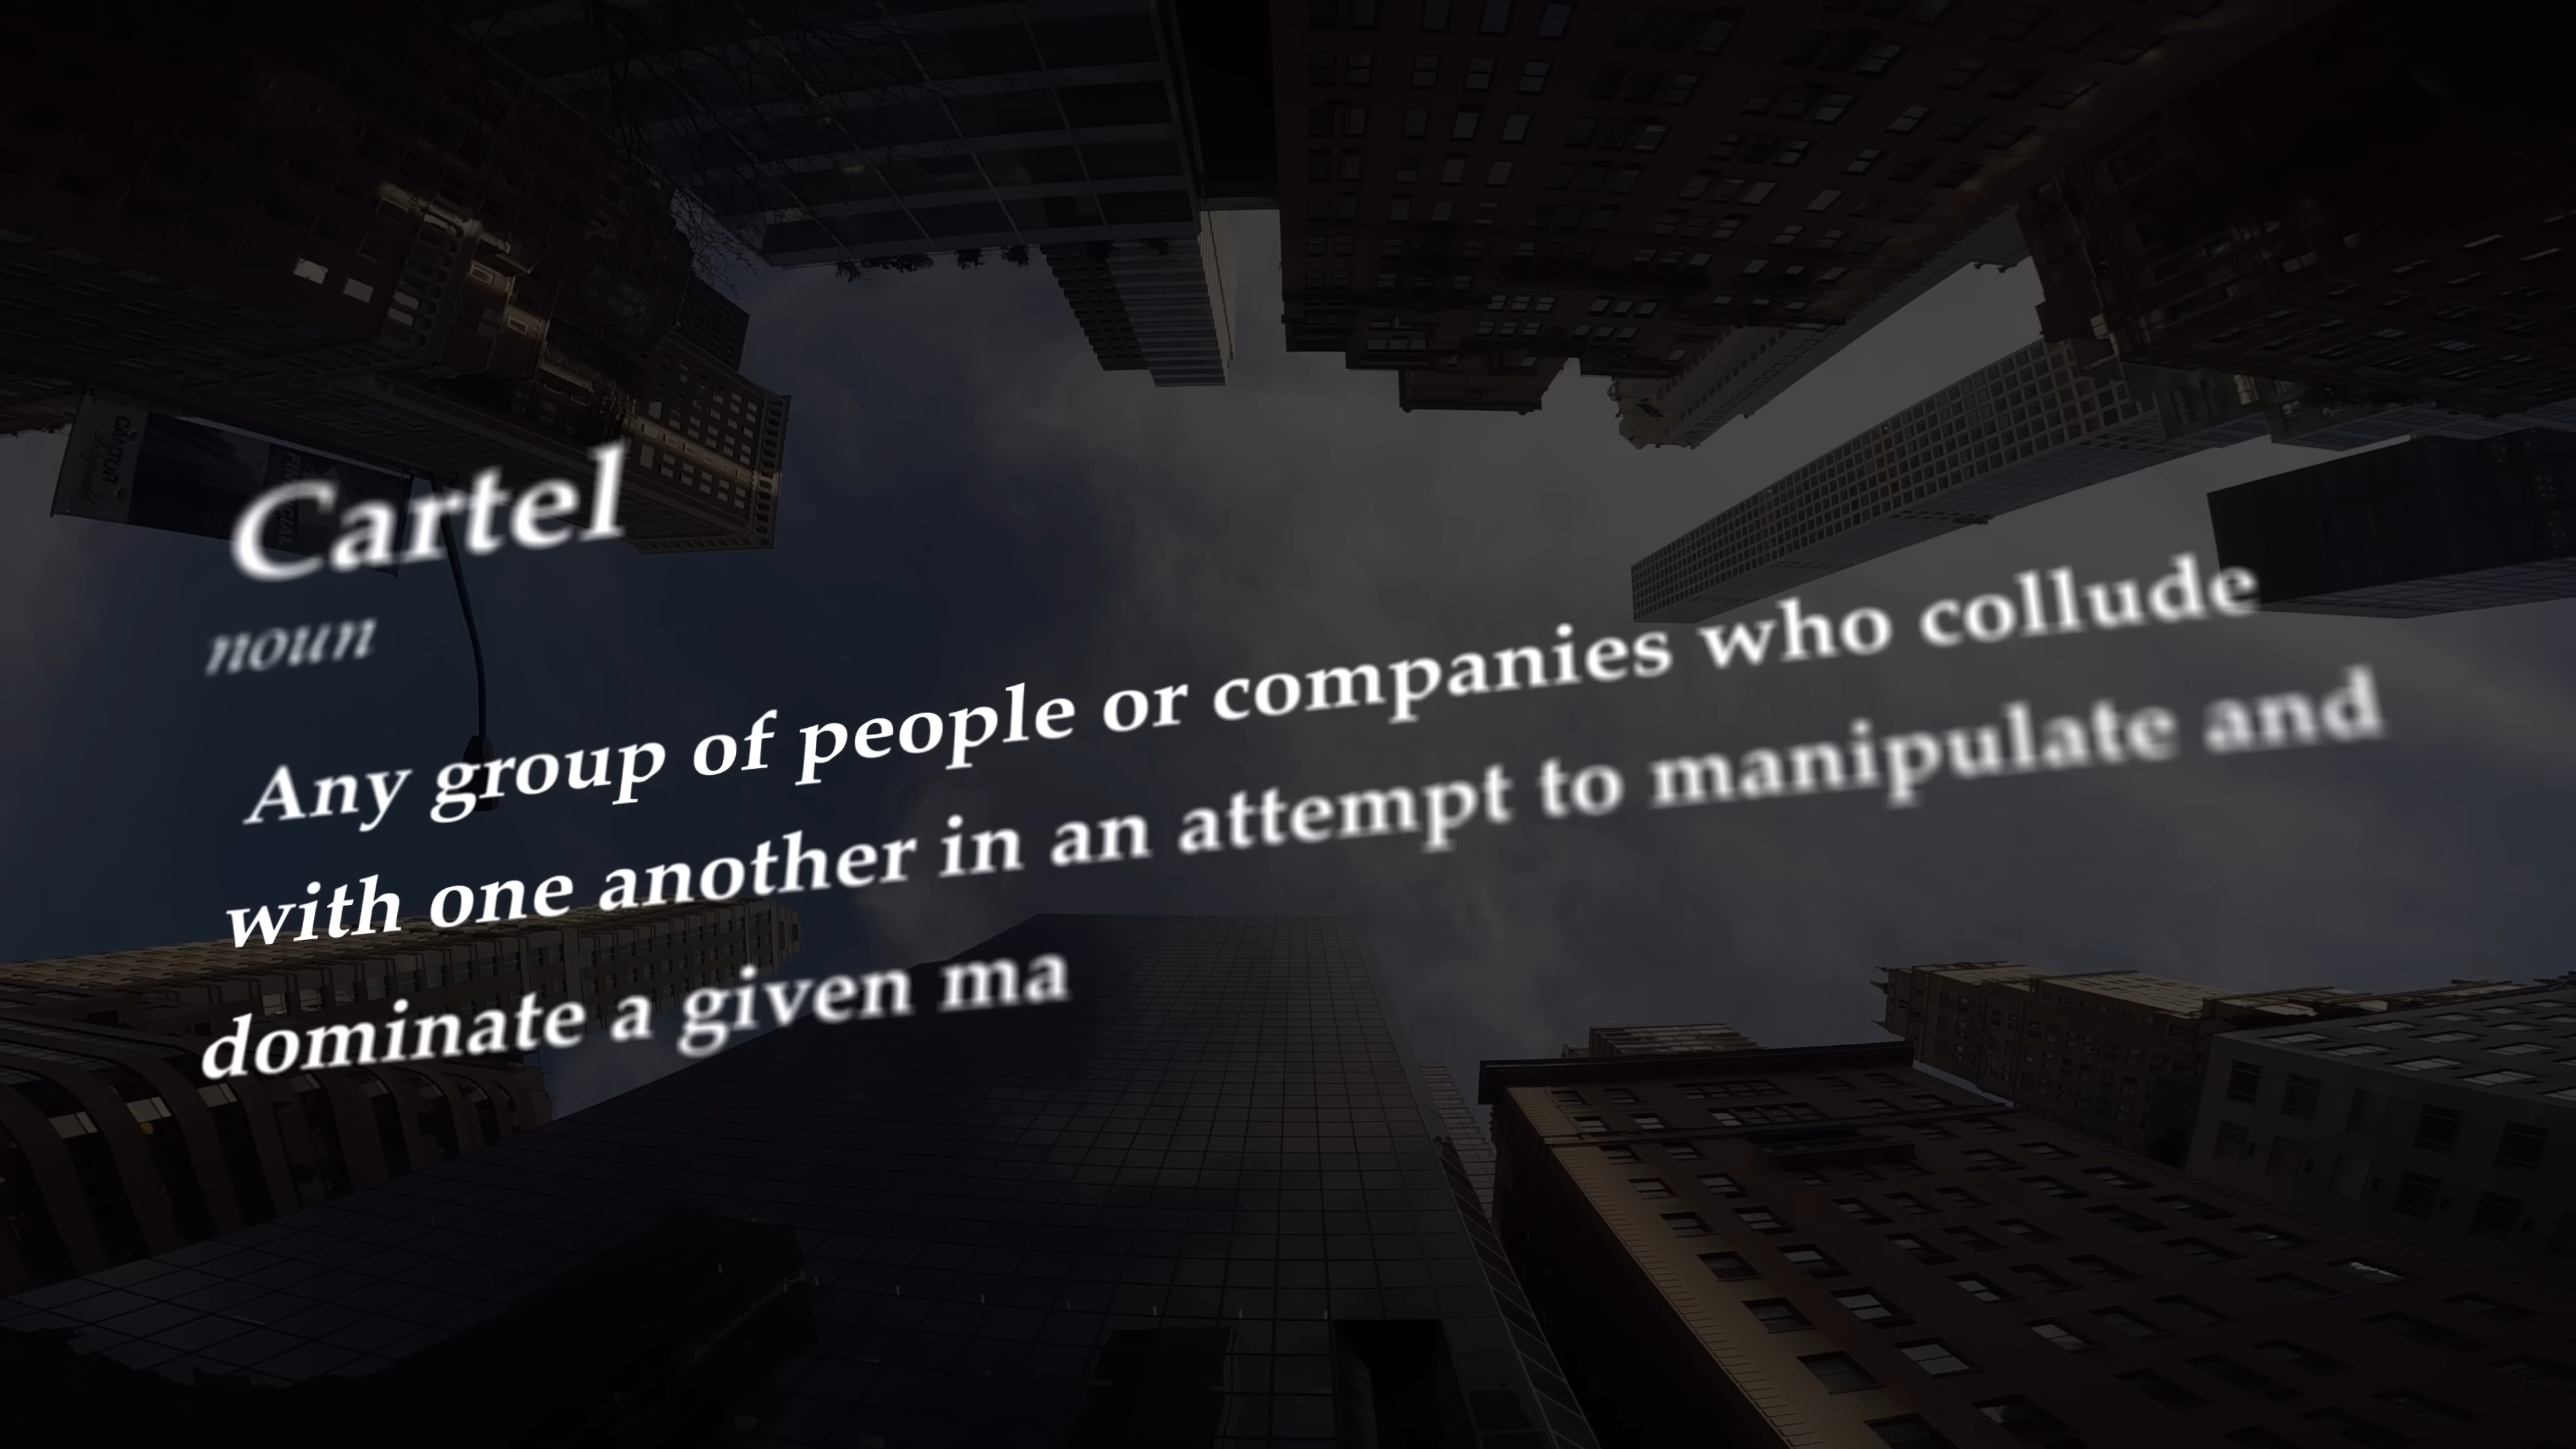 Cartel
noun
Any group of people or companies who collude
with one another in an attempt to manipulate and
dominate a given ma